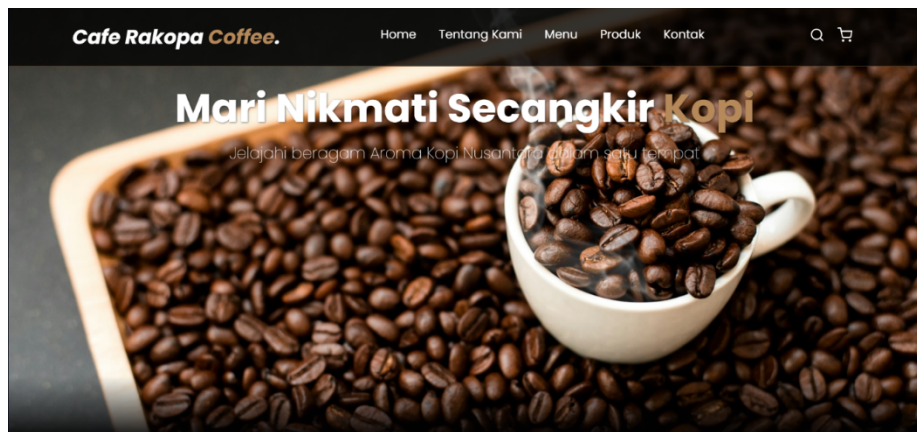 Cafe Rakopa Coffee.
Home Tentang Kami Menu Produk Kontak
Mari Nikmati Secangkir Kopi
Jelajahi beragam Aroma Kopi Nusantara dalam satu tempat